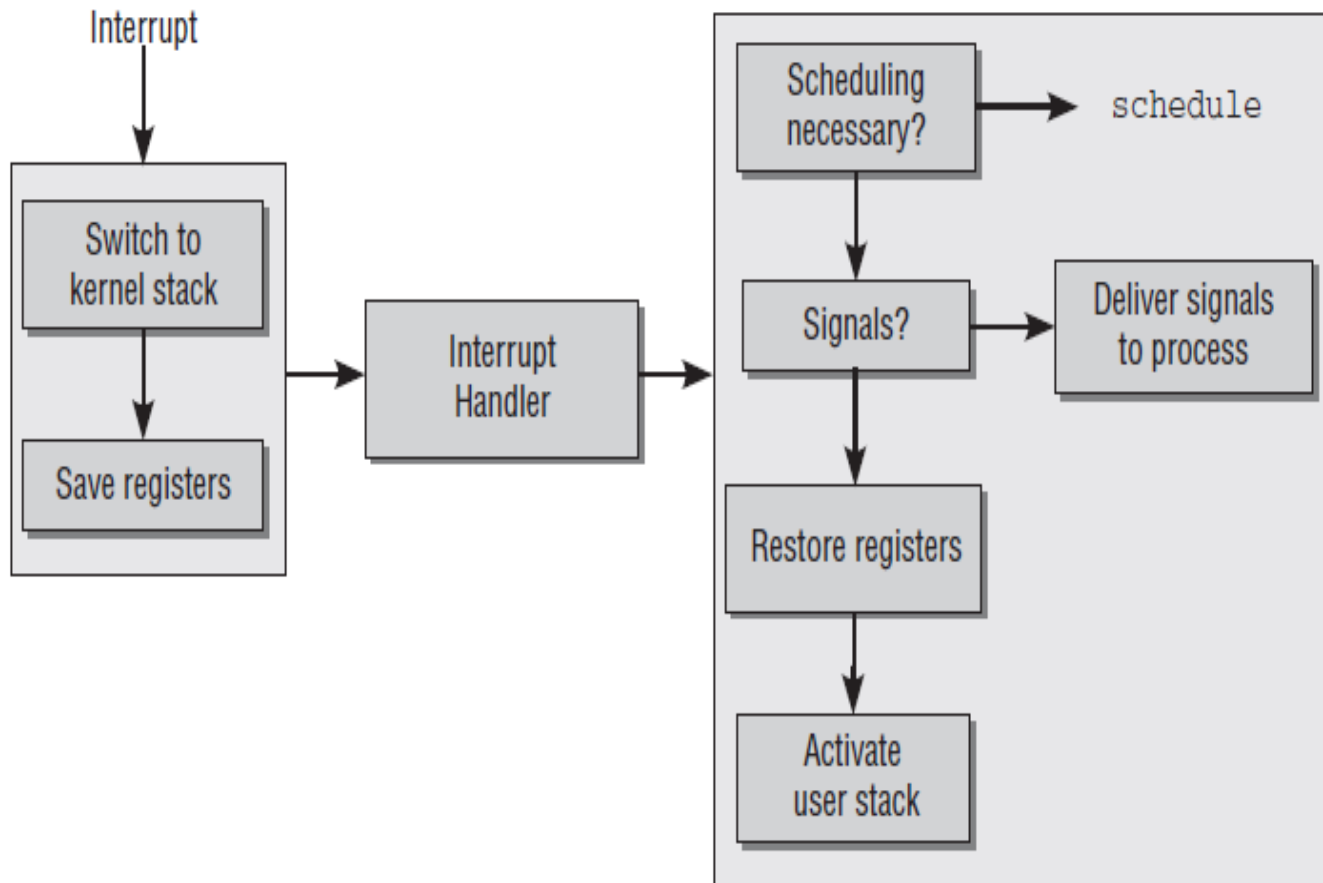 Interrupt
Switch to
kernel stack
Save registers
Interrupt
Handler
Scheduling
necessary?
schedule
Signals?
Deliver signals
to process
Restore registers
Activate
user stack